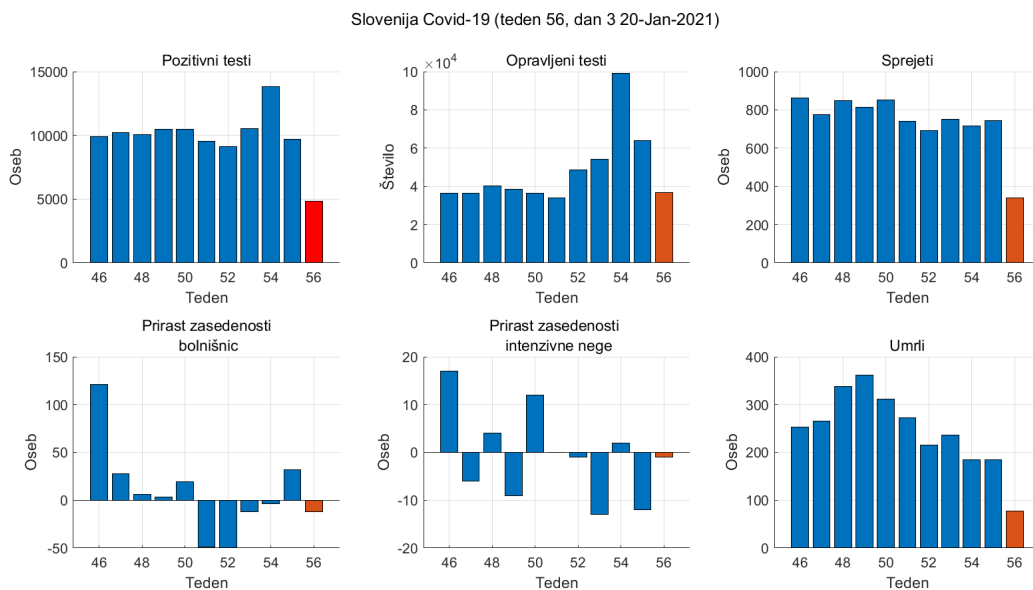 Slovenija Covid-19 (teden 56, dan 3 20-Jan-2021)
Pozitivni testi
15000
10000
5000
0
Oseb
46 48 50 52 54 56
Teden
Opravljeni testi
×10⁴
10
8
6
4
2
0
Število
46 48 50 52 54 56
Teden
Sprejeti
1000
800
600
400
200
0
Oseb
46 48 50 52 54 56
Teden
Prirast zasedenosti
bolnišnic
150
100
50
0
-50
Oseb
46 48 50 52 54 56
Teden
Prirast zasedenosti
intenzivne nege
20
10
0
-10
-20
Oseb
46 48 50 52 54 56
Teden
Umrli
400
300
200
100
0
Oseb
46 48 50 52 54 56
Teden